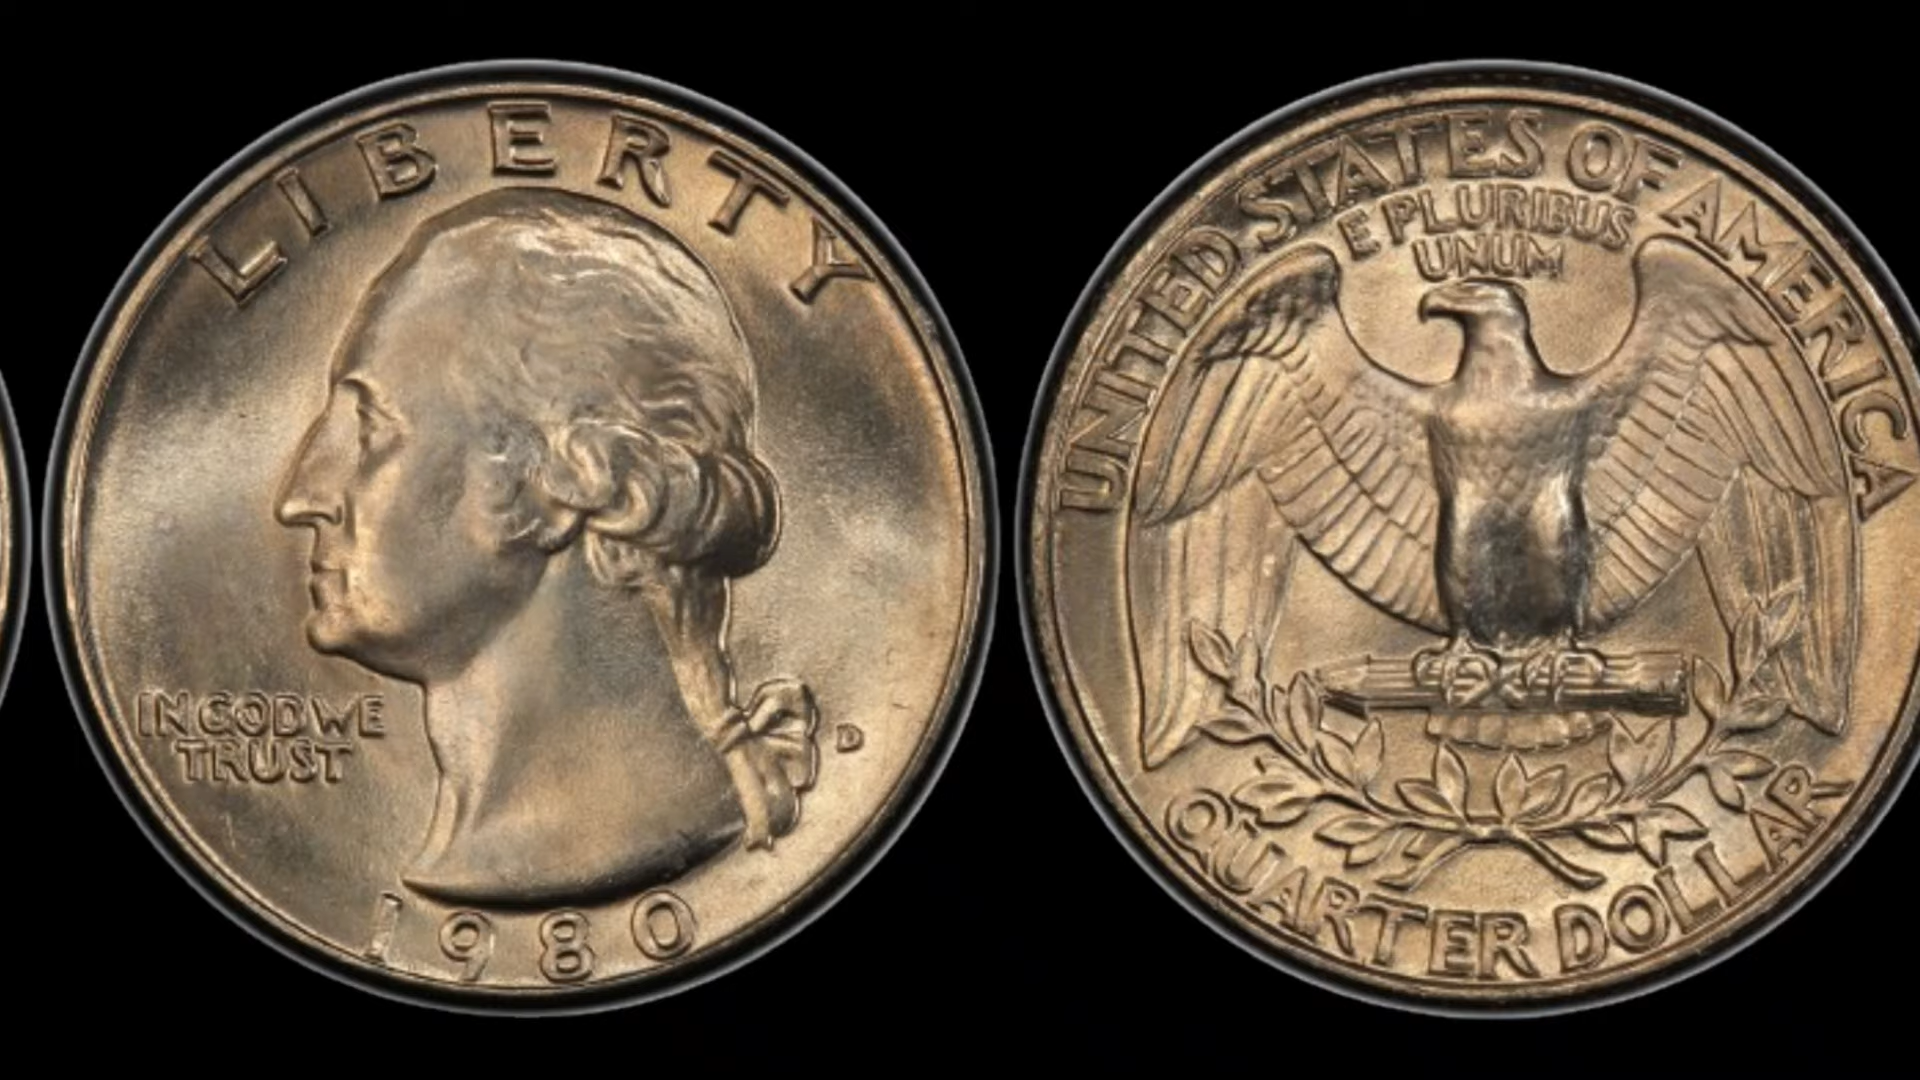 LIBERTY
IN GOD WE
TRUST
D
1980
UNITED STATES OF AMERICA
E PLURIBUS
UNUM
QUARTER DOLLAR